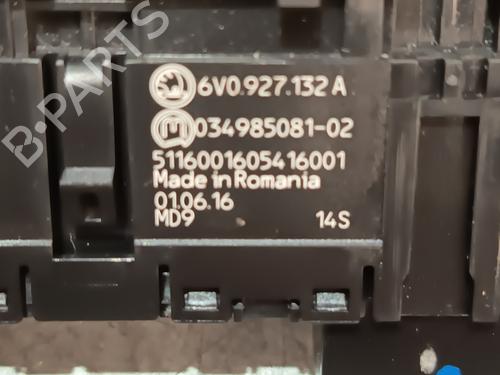 6V0.927.132 A
034985081-02
5116001605416001
Made in Romania
01.06.16
MD9 14S
B-PARTS